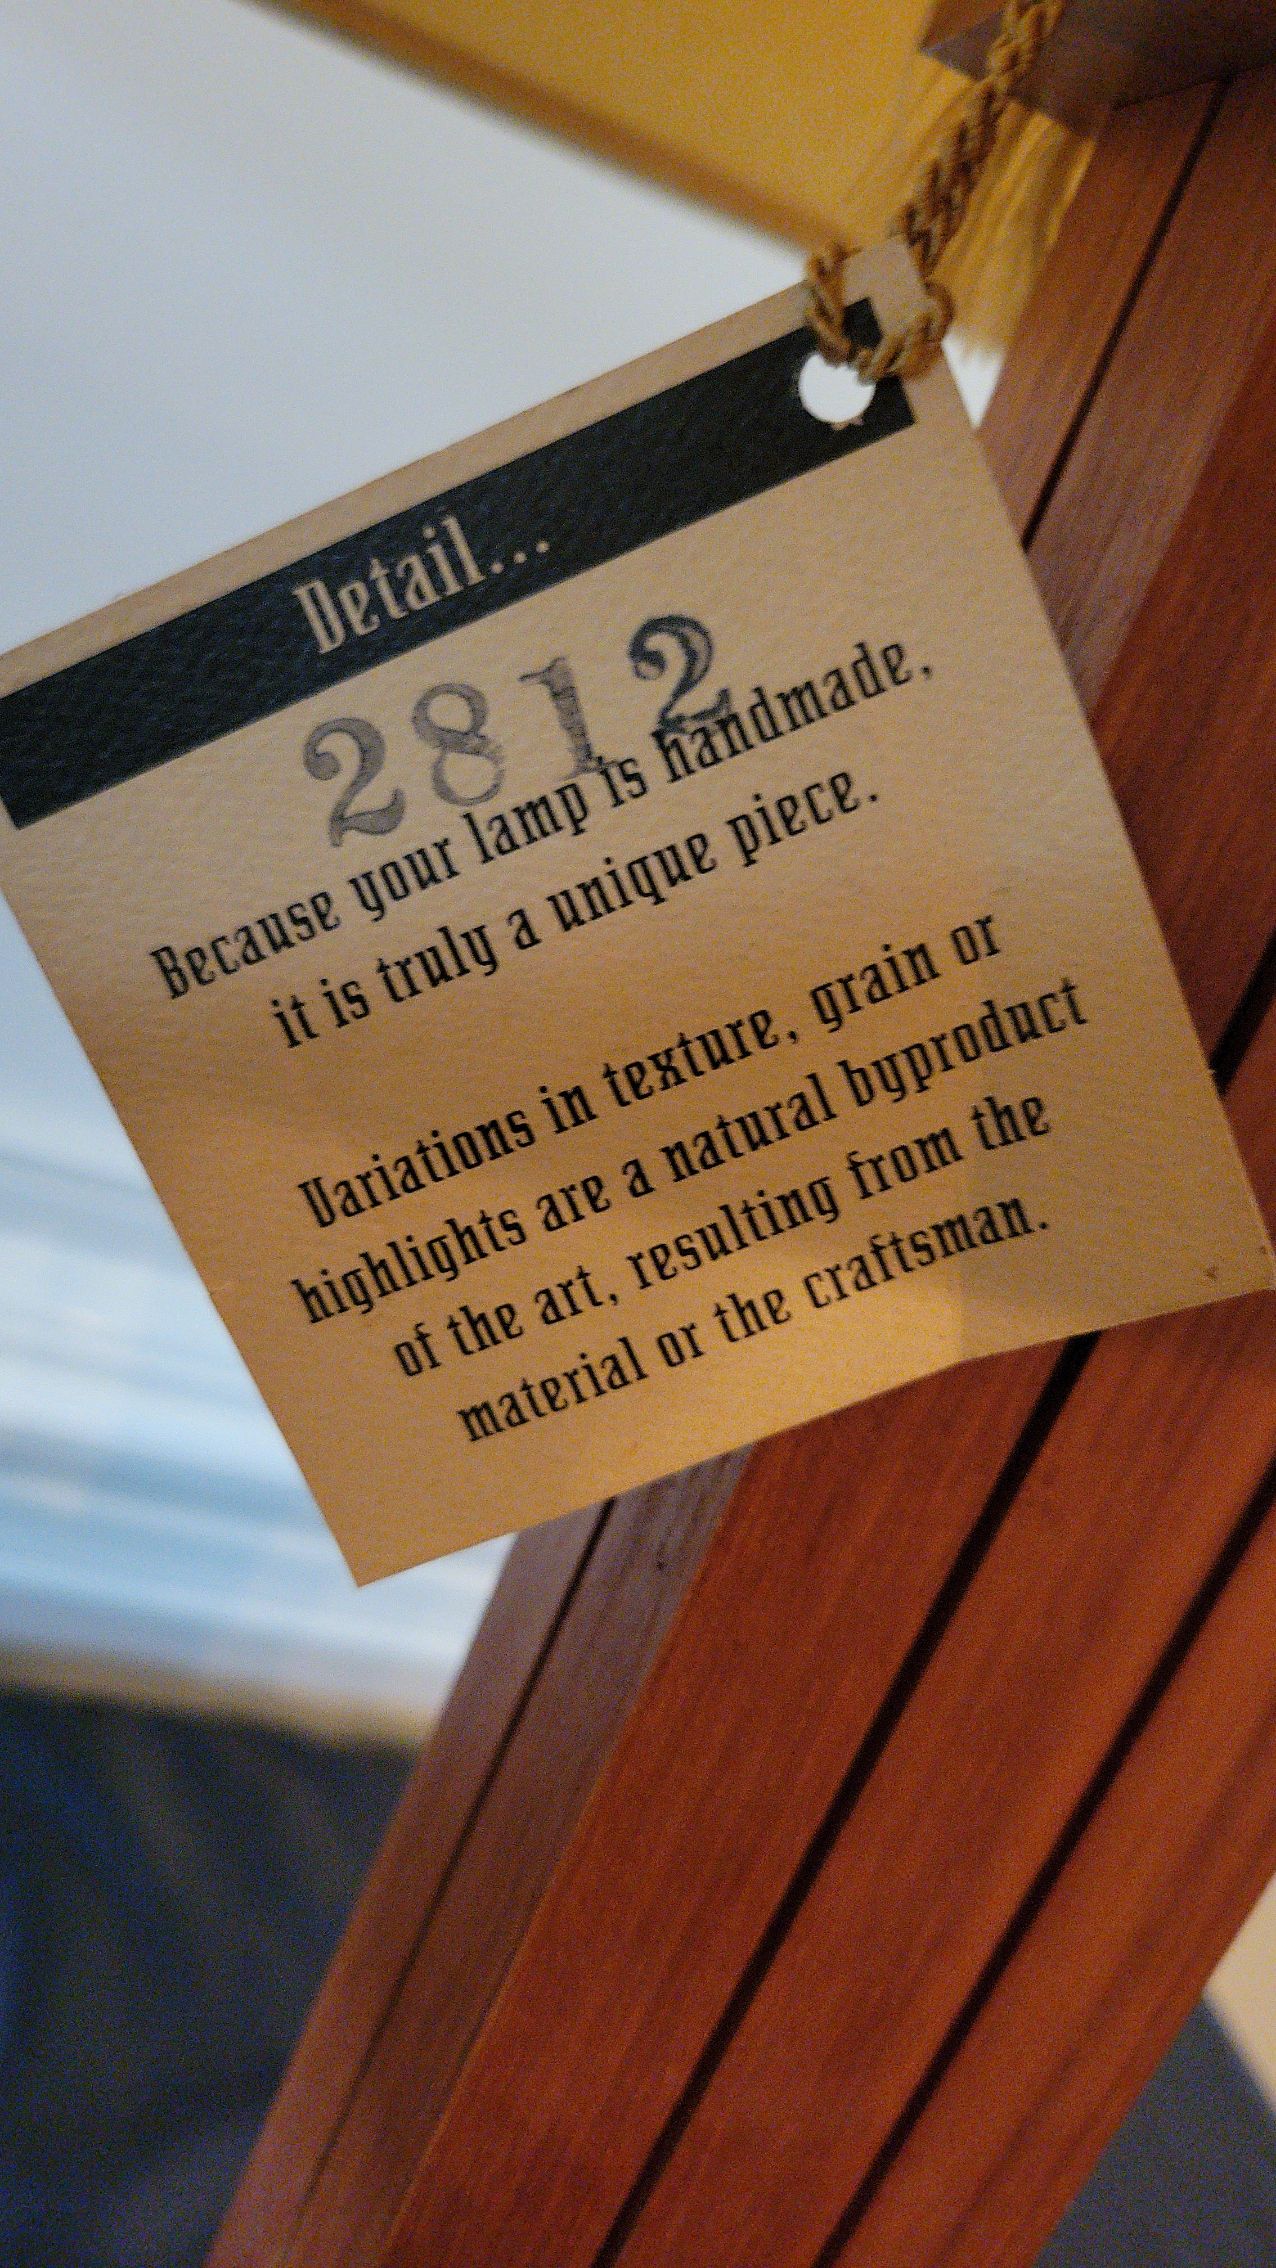 Detail...
2812
Because your lamp is handmade,
it is truly a unique piece.
Variations in texture, grain or
highlights are a natural byproduct
of the art, resulting from the
material or the craftsman.